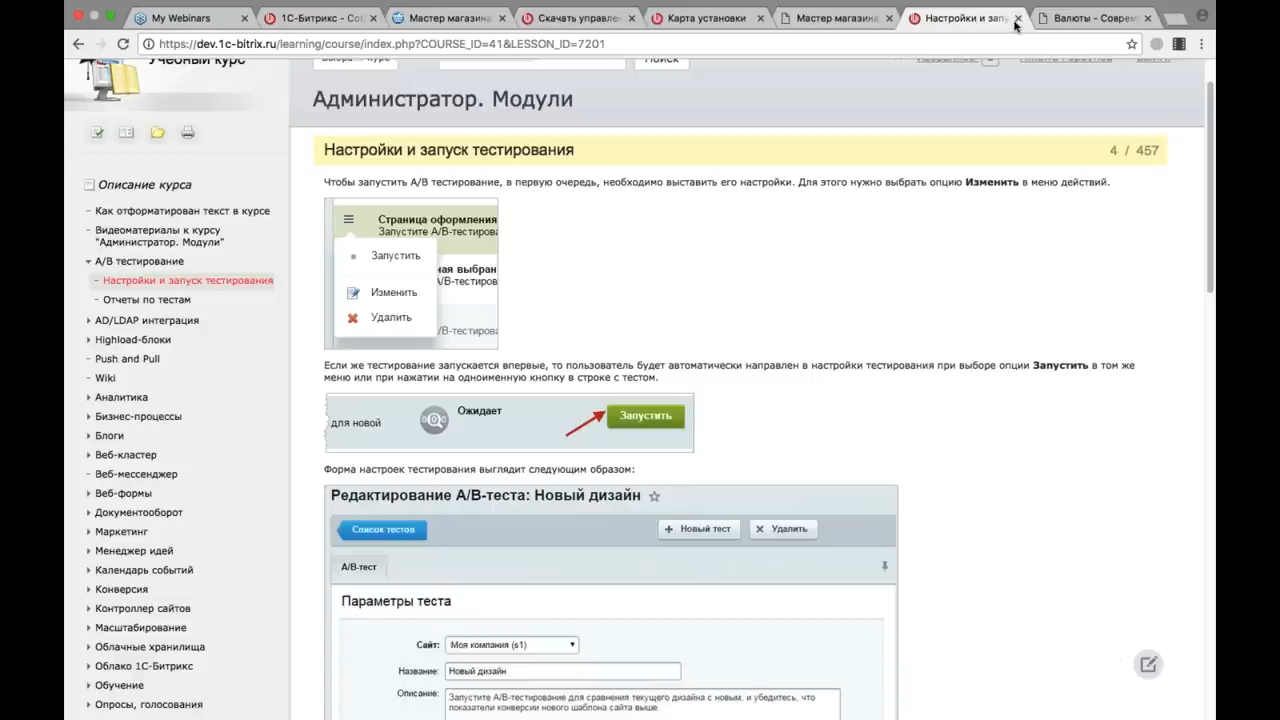 My Webinars
1С-Битрикс - Соп
Мастер магазина
Скачать управлен
Карта установки
Мастер магазина
Настройки и запу
Валюты - Соврем
https://dev.1c-bitrix.ru/learning/course/index.php?COURSE_ID=41&LESSON_ID=7201
Учебный курс
Поиск
Администратор. Модули
Настройки и запуск тестирования
4 / 457
Описание курса
Как отформатирован текст в курсе
Видеоматериалы к курсу
"Администратор. Модули"
A/B тестирование
Настройки и запуск тестирования
Отчеты по тестам
AD/LDAP интеграция
Highload-блоки
Push and Pull
Wiki
Аналитика
Бизнес-процессы
Блоги
Веб-кластер
Веб-мессенджер
Веб-формы
Документооборот
Маркетинг
Менеджер идей
Календарь событий
Конверсия
Контроллер сайтов
Масштабирование
Облачные хранилища
Облако 1С-Битрикс
Обучение
Опросы, голосования
Чтобы запустить A/B тестирование, в первую очередь, необходимо выставить его настройки. Для этого нужно выбрать опцию Изменить в меню действий.
Страница оформления
Запустите A/B-тестирова
Запустить
ная выбран
A/B-тестиров
Изменить
Удалить
/B-тестирова
Если же тестирование запускается впервые, то пользователь будет автоматически направлен в настройки тестирования при выборе опции Запустить в том же
меню или при нажатии на одноименную кнопку в строке с тестом.
для новой
Ожидает
Запустить
Форма настроек тестирования выглядит следующим образом:
Редактирование A/B-теста: Новый дизайн
Список тестов
Новый тест
Удалить
A/B-тест
Параметры теста
Сайт: Моя компания (s1)
Название: Новый дизайн
Описание: Запустите A/B-тестирование для сравнения текущего дизайна с новым, и убедитесь, что
показатели конверсии нового шаблона сайта выше.